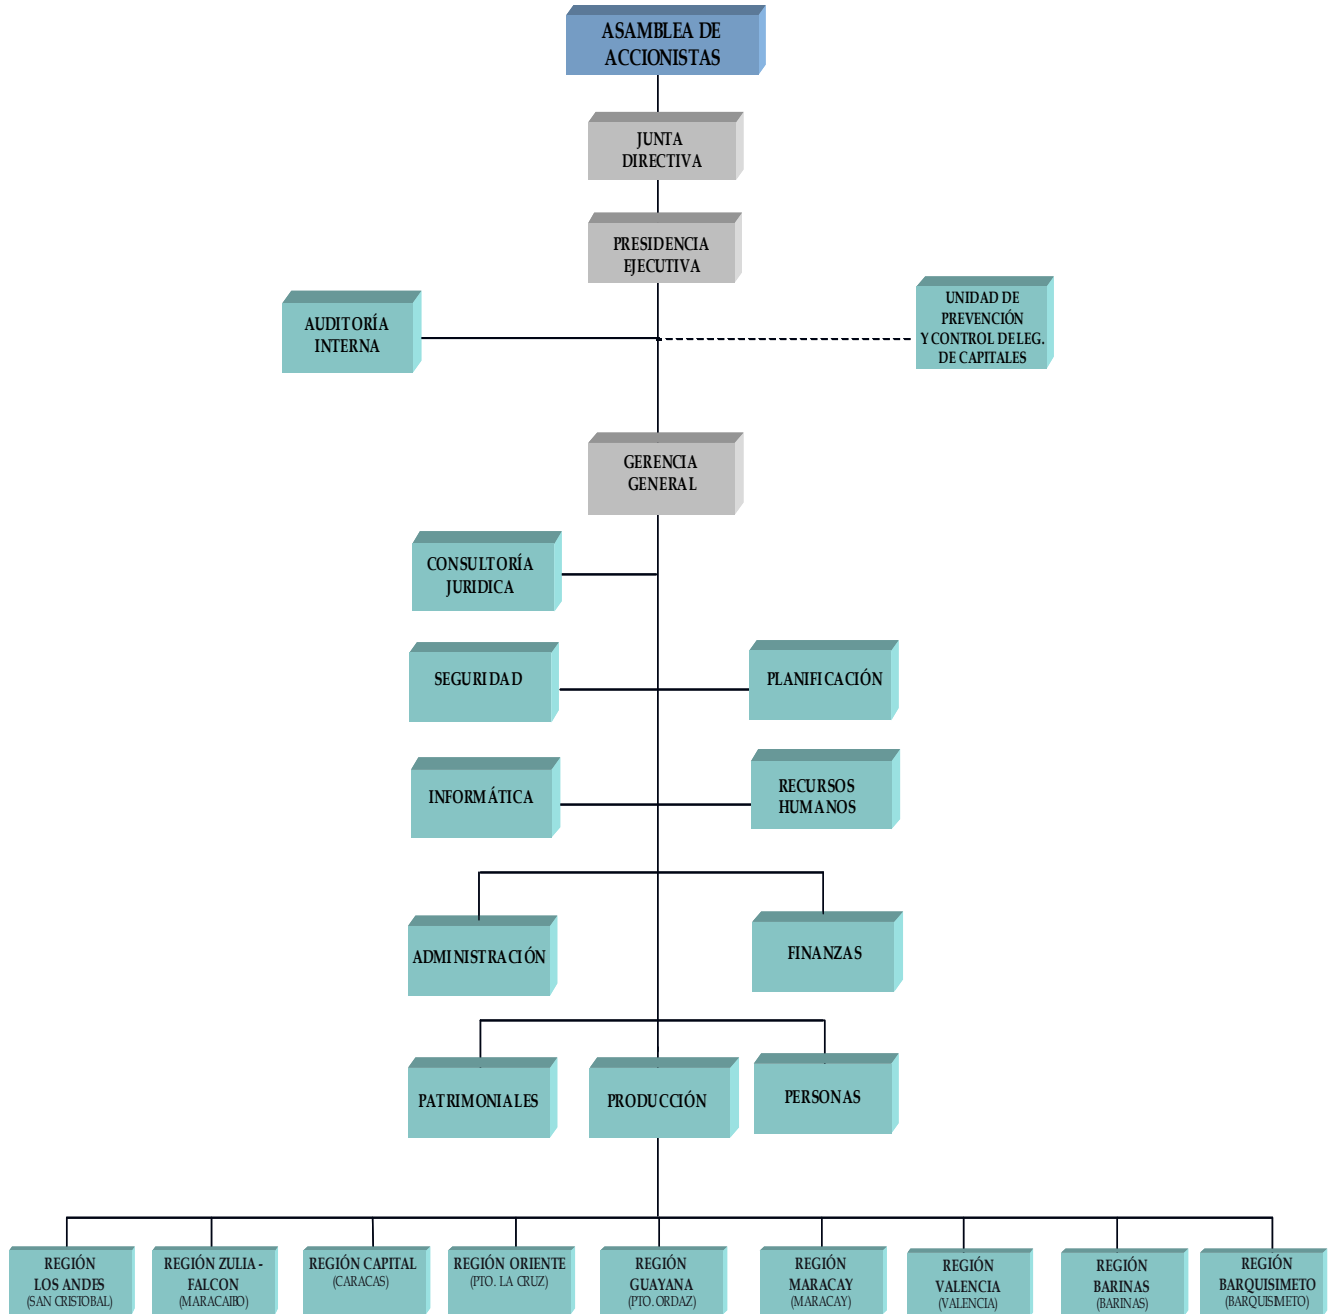 ASAMBLEA DE
ACCIONISTAS
JUNTA
DIRECTIVA
PRESIDENCIA
EJECUTIVA
AUDITORÍA
INTERNA
UNIDAD DE
PREVENCIÓN
Y CONTROL DE LEG.
DE CAPITALES
GERENCIA
GENERAL
CONSULTORÍA
JURIDICA
SEGURIDAD
PLANIFICACIÓN
INFORMÁTICA
RECURSOS
HUMANOS
ADMINISTRACIÓN
FINANZAS
PATRIMONIALES
PRODUCCIÓN
PERSONAS
REGIÓN
LOS ANDES
(SAN CRISTOBAL)
REGIÓN ZULIA -
FALCON
(MARACAIBO)
REGIÓN CAPITAL
(CARACAS)
REGIÓN ORIENTE
(PTO. LA CRUZ)
REGIÓN
GUAYANA
(PTO. ORDAZ)
REGIÓN
MARACAY
(MARACAY)
REGIÓN
VALENCIA
(VALENCIA)
REGIÓN
BARINAS
(BARINAS)
REGIÓN
BARQUISIMETO
(BARQUISIMETO)